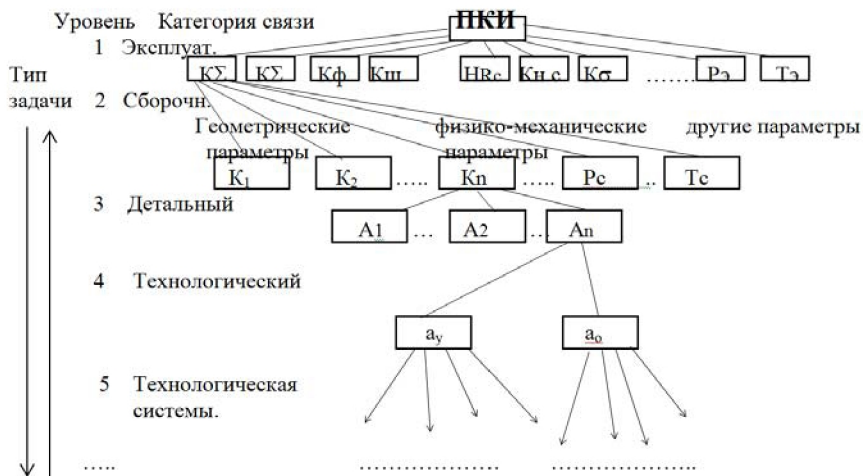 Уровень Категория связи ПКИ
1 Эксплуат.
КΣ КΣ Кф Кш HRc Кн.с Кσ ....... Рэ Тэ
Тип
задачи 2 Сборочн.
Геометрические физико-механические другие параметры
параметры параметры
К1 К2 ..... Кn ..... Рс .. Тс
3 Детальный
А1 ... А2 ... Аn
4 Технологический
ау ао
5 Технологическая
системы.
..... ................... ....................